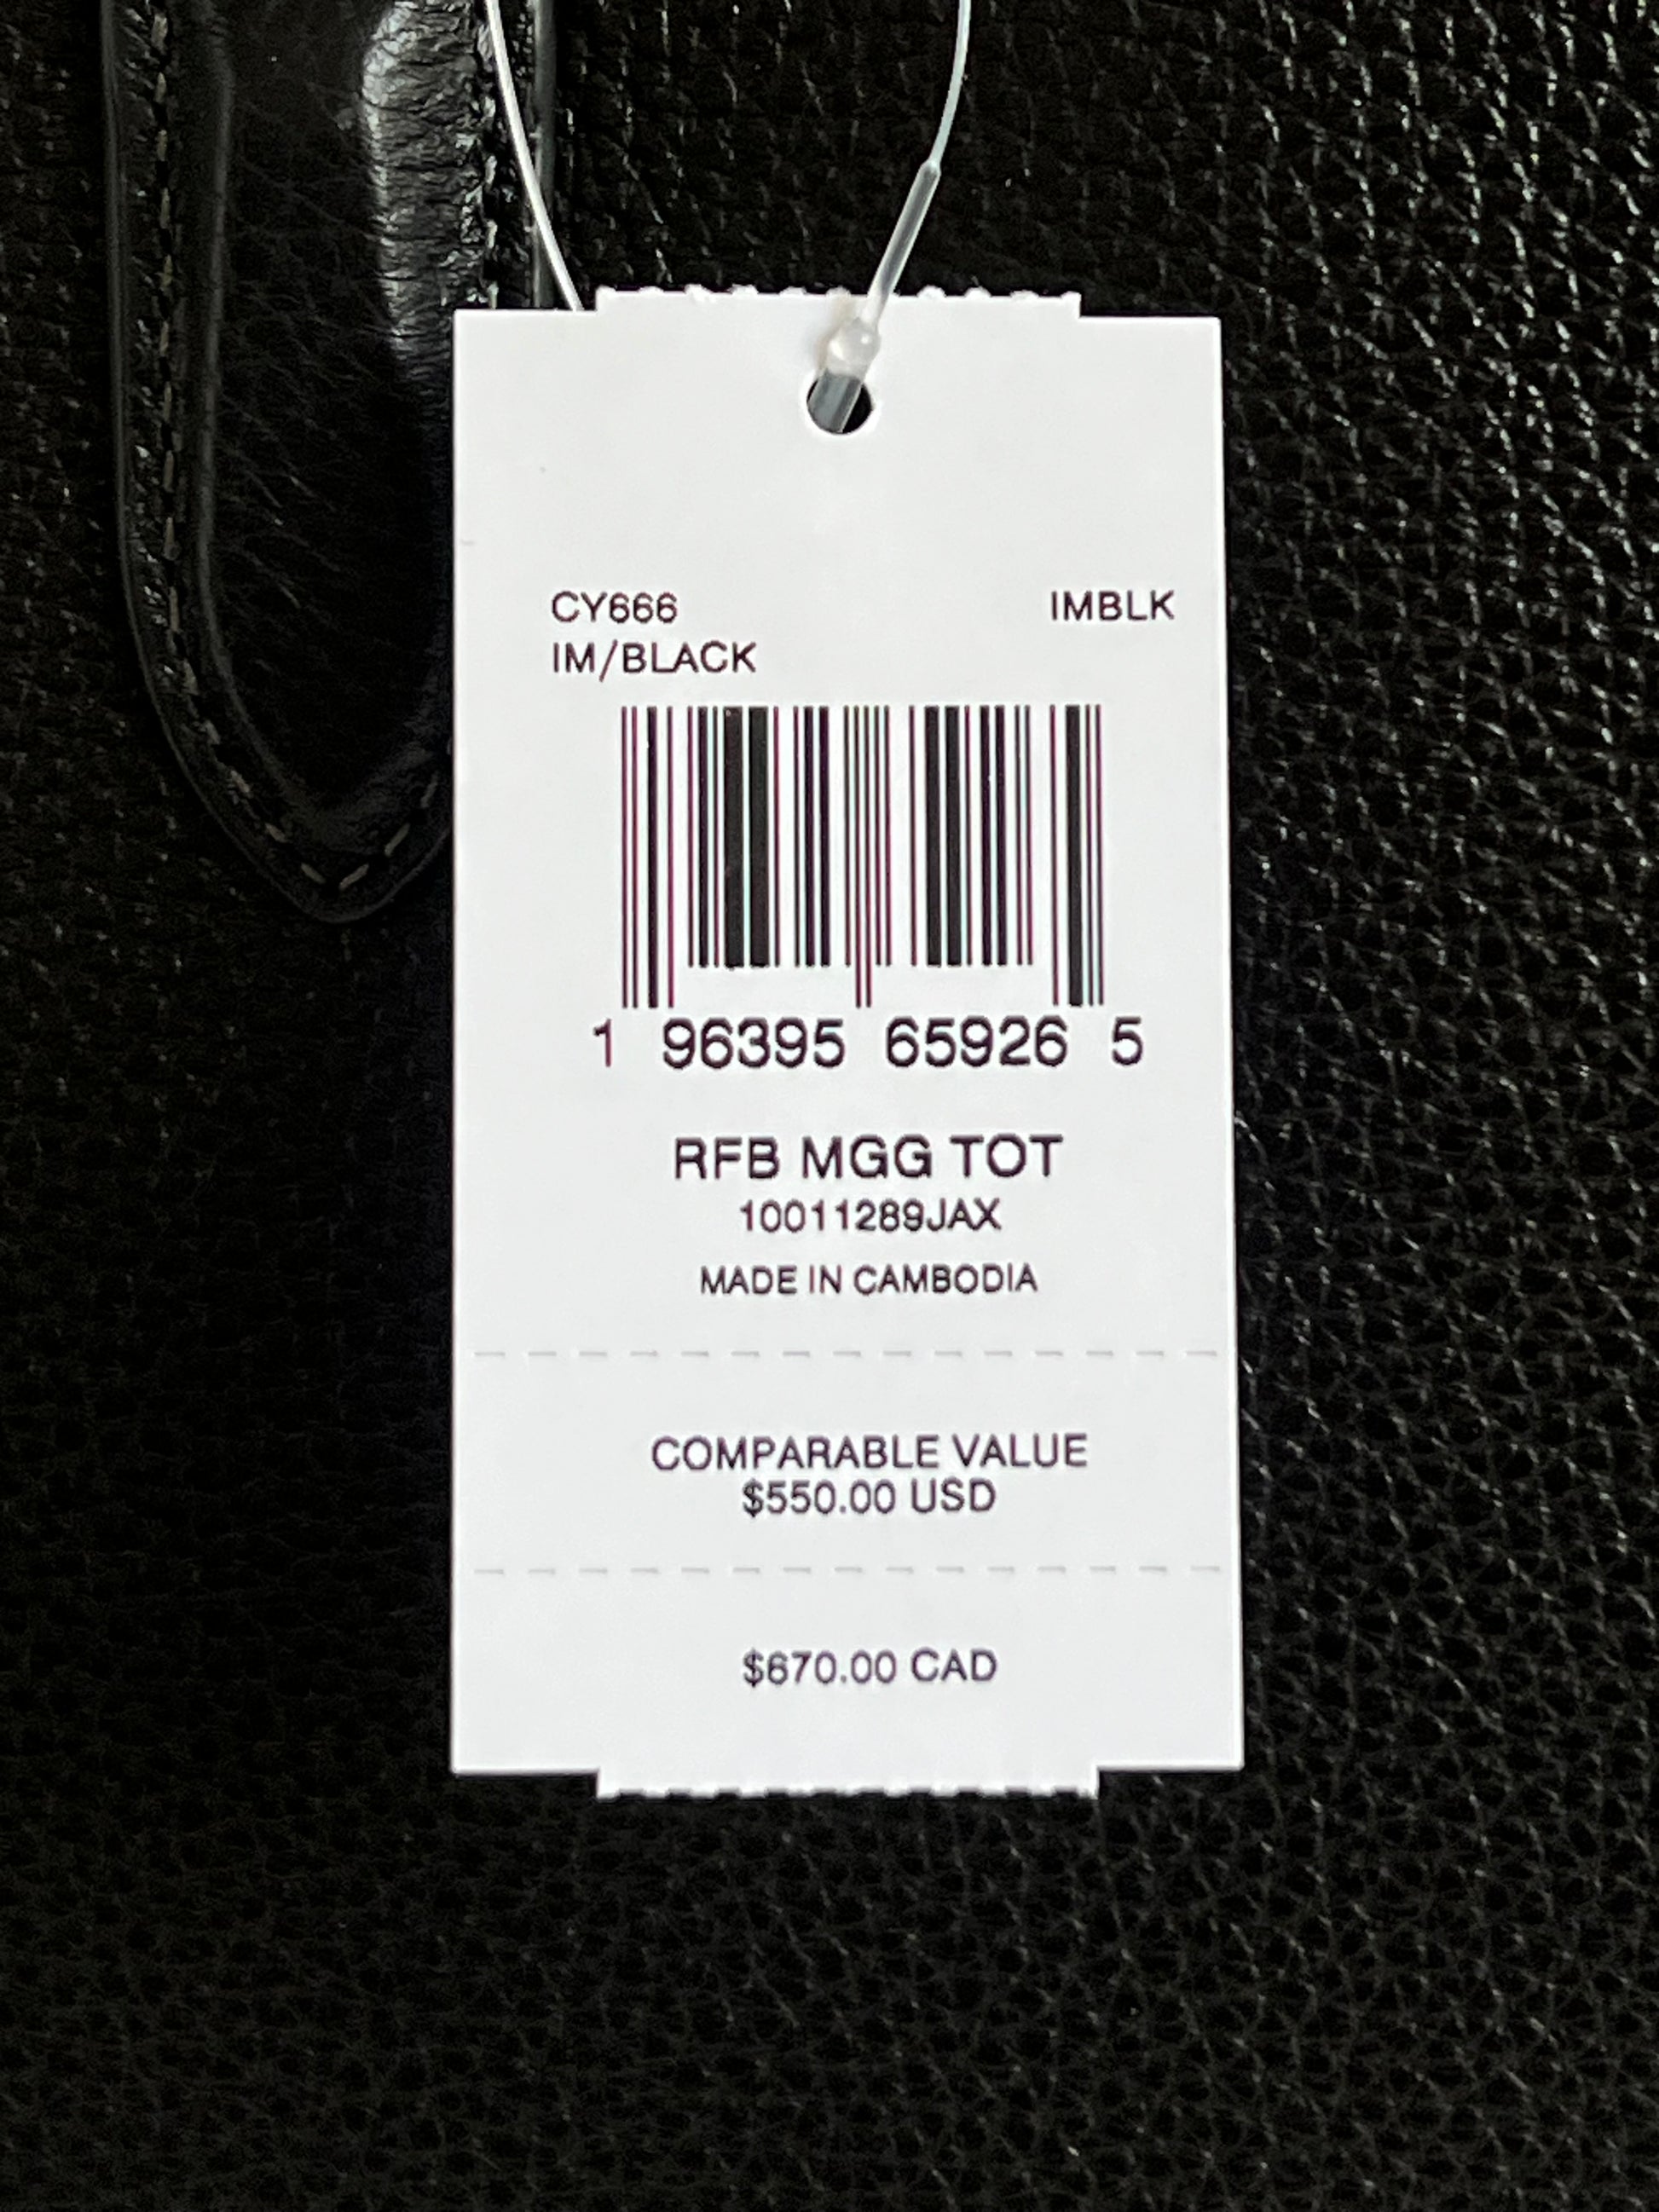 CY666 IMBLK
IM/BLACK
1 96395 65926 5
RFB MGG TOT
10011289JAX
MADE IN CAMBODIA
COMPARABLE VALUE
$550.00 USD
$670.00 CAD